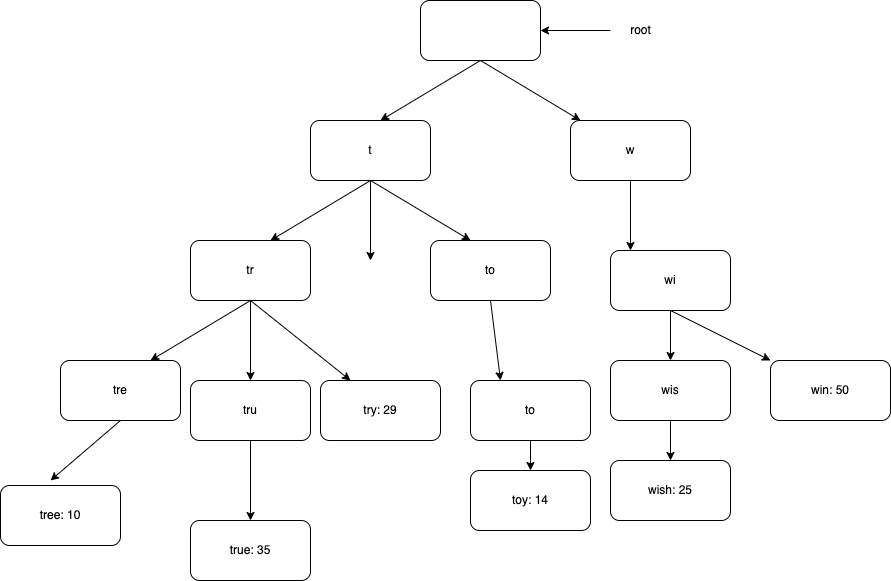 root
t
w
tr
to
wi
tre
tru
try: 29
to
wis
win: 50
tree: 10
true: 35
toy: 14
wish: 25